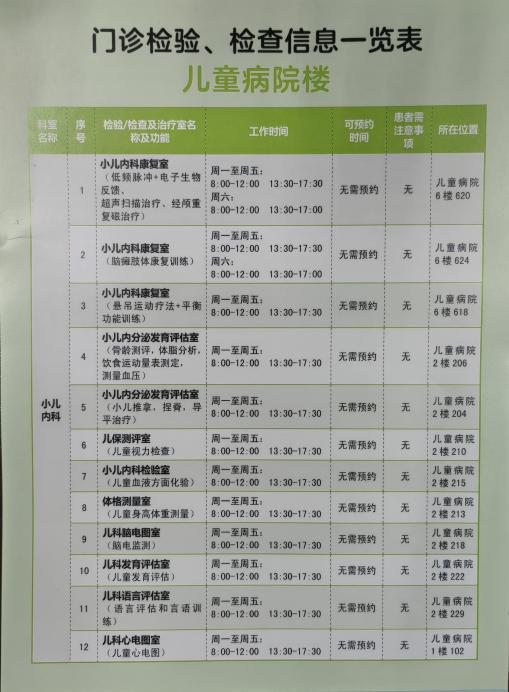 门诊检验、检查信息一览表
儿童病院楼
科室名称 序号 检验/检查及治疗室名称及功能 工作时间 可预约时间 患者需注意事项 所在位置
小儿内科
1 小儿内科康复室（低频脉冲+电子生物反馈、超声扫描治疗、经颅重复磁治疗） 周一至周五：8:00-12:00 13:30-17:30 周六：8:00-12:00 13:30-17:00 无需预约 无 儿童病院6楼620
2 小儿内科康复室（脑瘫肢体康复训练） 周一至周五：8:00-12:00 13:30-17:30 周六：8:00-12:00 13:30-17:00 无需预约 无 儿童病院6楼624
3 小儿内科康复室（悬吊运动疗法+平衡功能训练） 周一至周五：8:00-12:00 13:30-17:30 无需预约 无 儿童病院6楼618
4 小儿内分泌发育评估室（骨龄测评，体脂分析，饮食运动量表测定，测量血压） 周一至周五：8:00-12:00 13:30-17:30 无需预约 无 儿童病院2楼206
5 小儿内分泌发育评估室（小儿推拿，捏脊，导平治疗） 周一至周五：8:00-12:00 13:30-17:30 无需预约 无 儿童病院2楼204
6 儿保测评室（儿童视力检查） 周一至周五：8:00-12:00 13:30-17:30 无需预约 无 儿童病院2楼210
7 小儿内科检验室（儿童血液方面化验） 周一至周五：8:00-12:00 13:30-17:30 无需预约 无 儿童病院2楼215
8 体格测量室（儿童身高体重测量） 周一至周五：8:00-12:00 13:30-17:30 无需预约 无 儿童病院2楼213
9 儿科脑电图室（脑电监测） 周一至周五：8:00-12:00 13:30-17:30 无需预约 无 儿童病院2楼218
10 儿科发育评估室（儿童发育评估） 周一至周五：8:00-12:00 13:30-17:30 无需预约 无 儿童病院2楼222
11 儿科语言评估室（语言评估和言语训练） 周一至周五：8:00-12:00 13:30-17:30 无需预约 无 儿童病院2楼229
12 儿科心电图室（儿童心电图） 周一至周五：8:00-12:00 13:30-17:30 无需预约 无 儿童病院1楼102